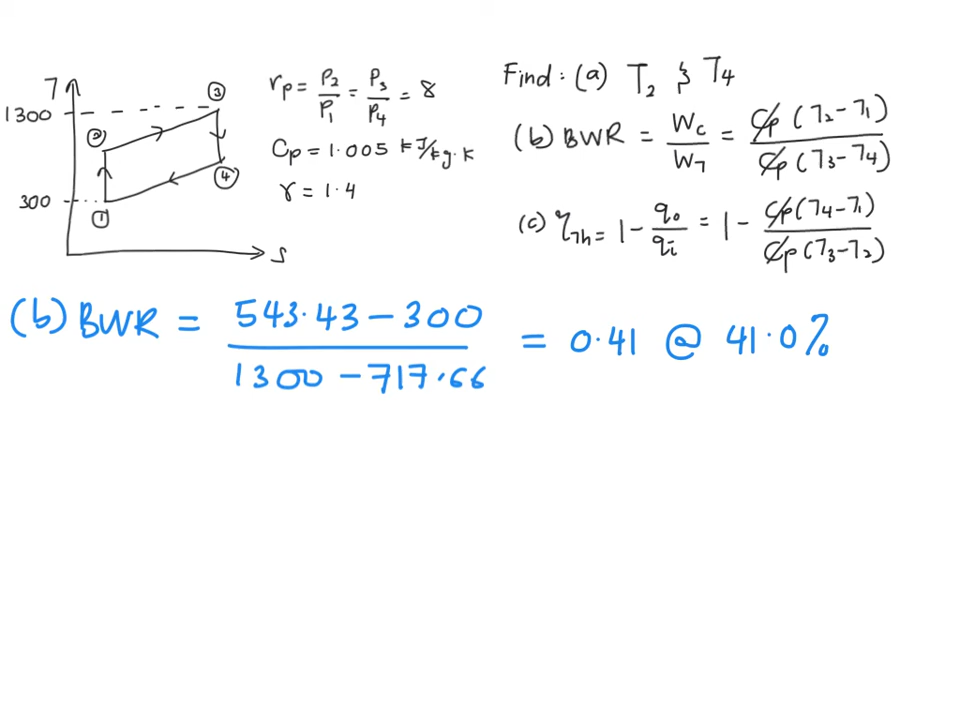 T
1300
300
①
②
③
④
s
rp = P2/P1 = P3/P4 = 8
Cp = 1.005 kJ/kg.k
γ = 1.4
Find : (a) T2 & T4
(b) BWR = Wc/WT = Cp (T2-T1)/Cp (T3-T4)
(c) ηTh = 1 - qo/qi = 1 - Cp(T4-T1)/Cp(T3-T2)
(b) BWR = 543.43 - 300/1300 - 717.66 = 0.41 @ 41.0%